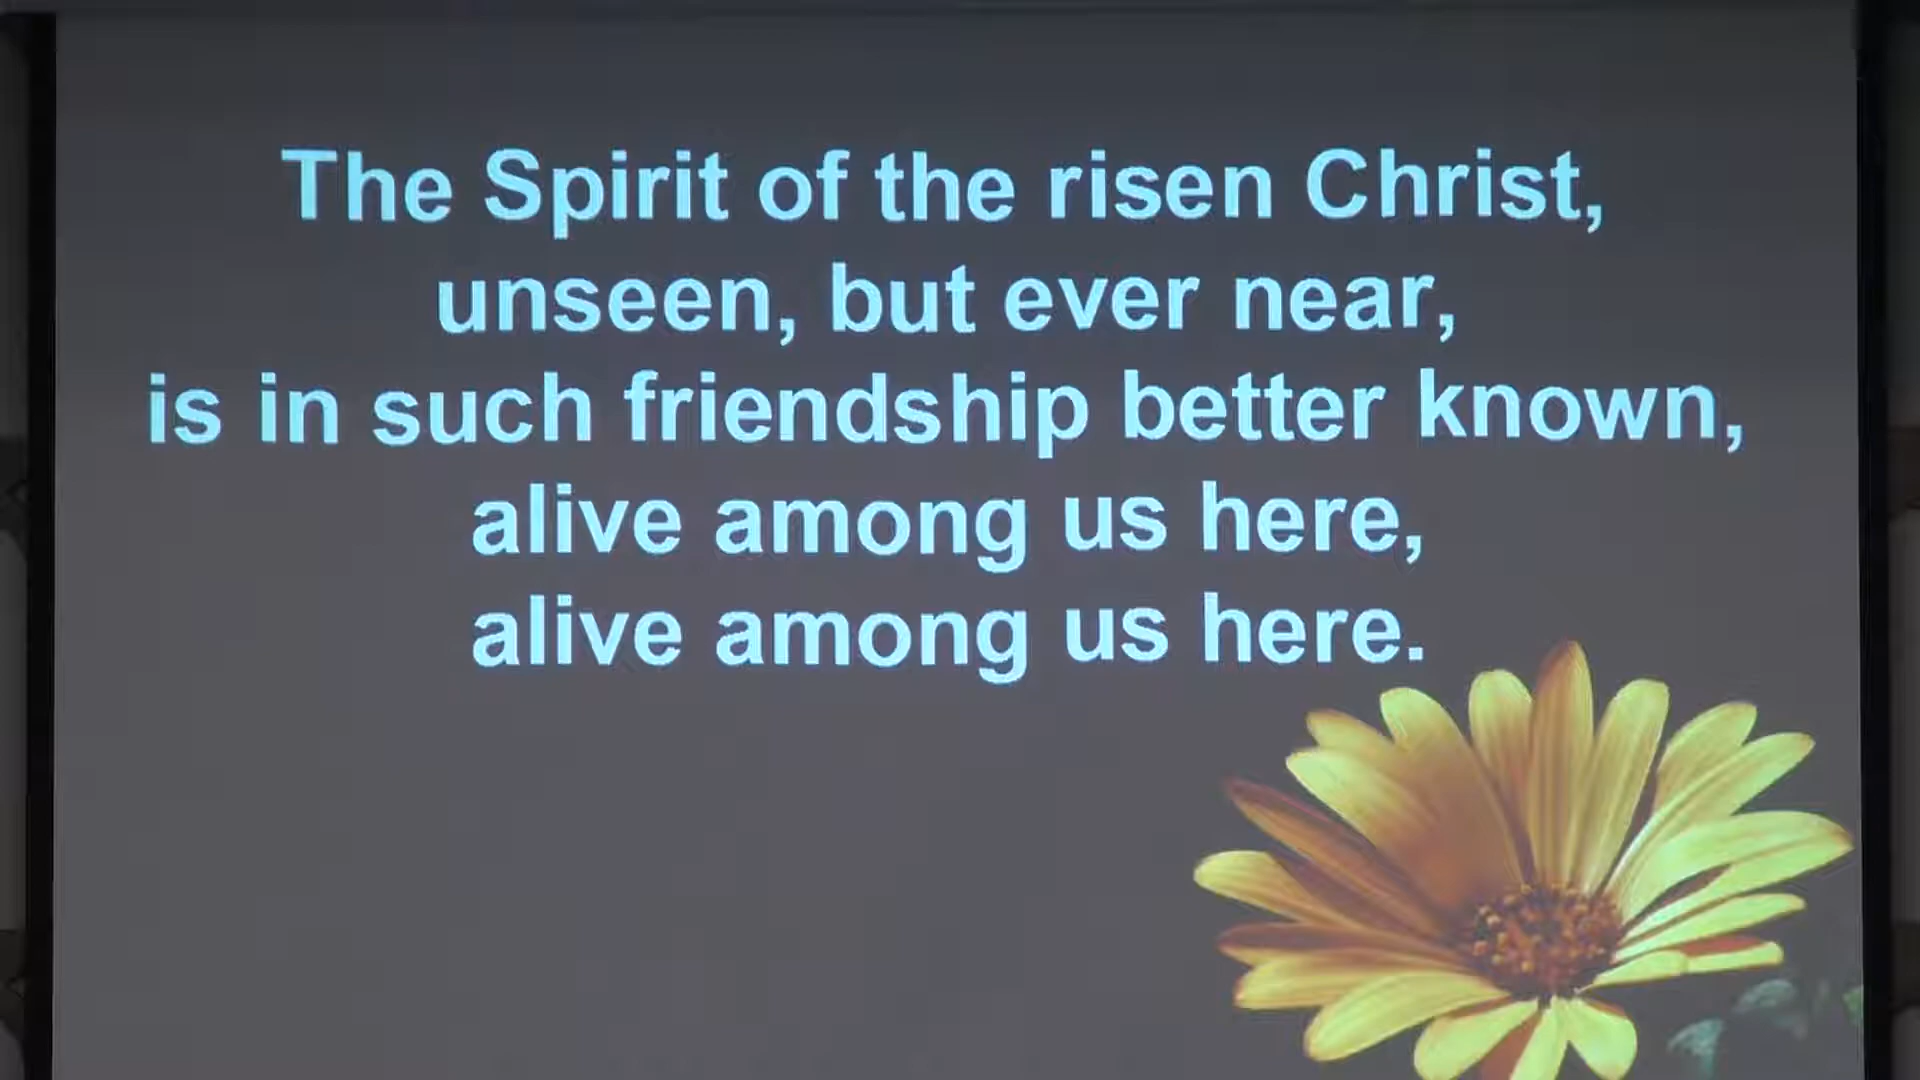 The Spirit of the risen Christ,
unseen, but ever near,
is in such friendship better known,
alive among us here,
alive among us here.